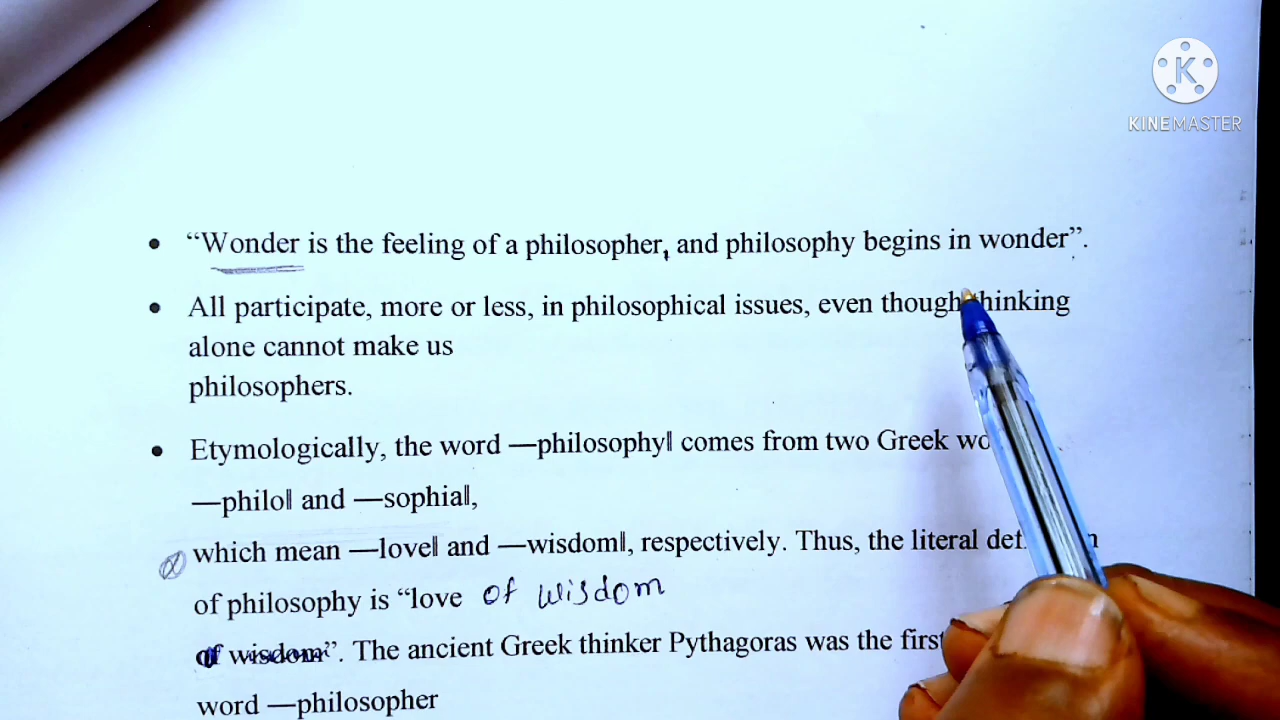 KINEMASTER
• “Wonder is the feeling of a philosopher, and philosophy begins in wonder”.
• All participate, more or less, in philosophical issues, even though thinking
alone cannot make us
philosophers.
• Etymologically, the word —philosophy‖ comes from two Greek
—philo‖ and —sophia‖,
which mean —love‖ and —wisdom‖, respectively. Thus, the literal
of philosophy is “love of wisdom
of wisdom”. The ancient Greek thinker Pythagoras was the first
word —philosopher